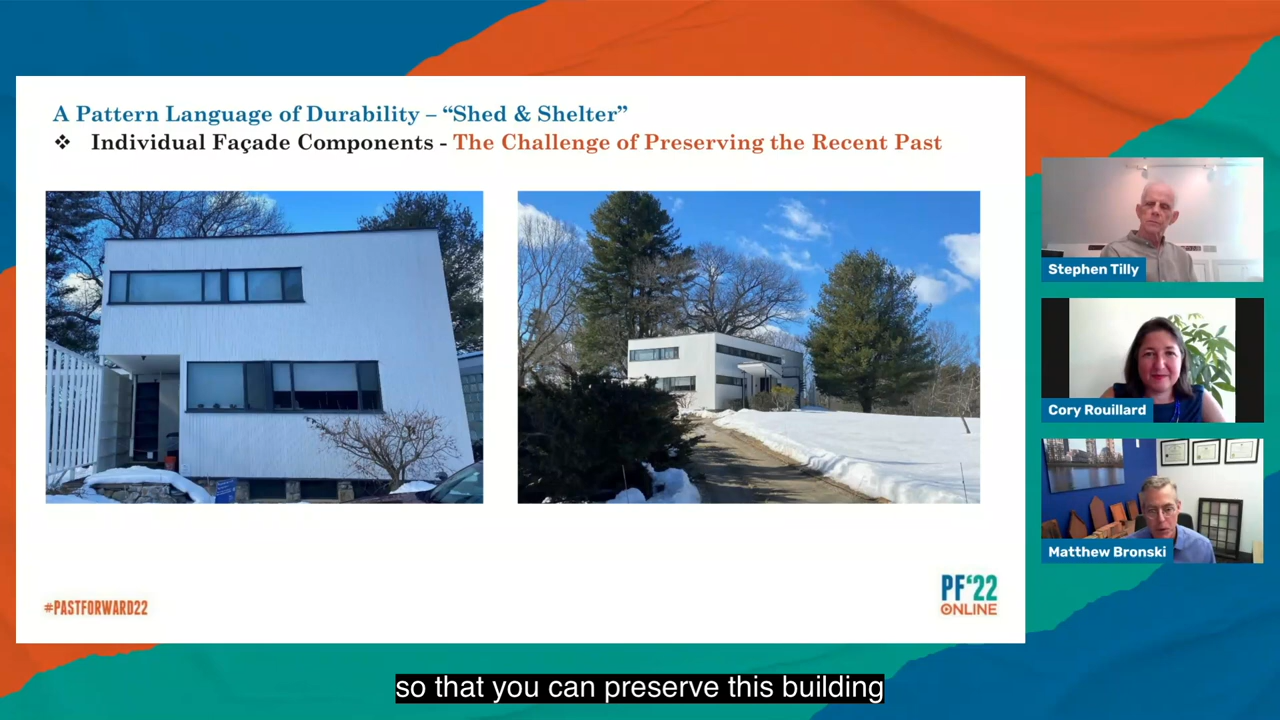 A Pattern Language of Durability – “Shed & Shelter”
❖ Individual Façade Components - The Challenge of Preserving the Recent Past
Stephen Tilly
Cory Rouillard
Matthew Bronski
#PASTFORWARD22
PF‘22
ONLINE
so that you can preserve this building